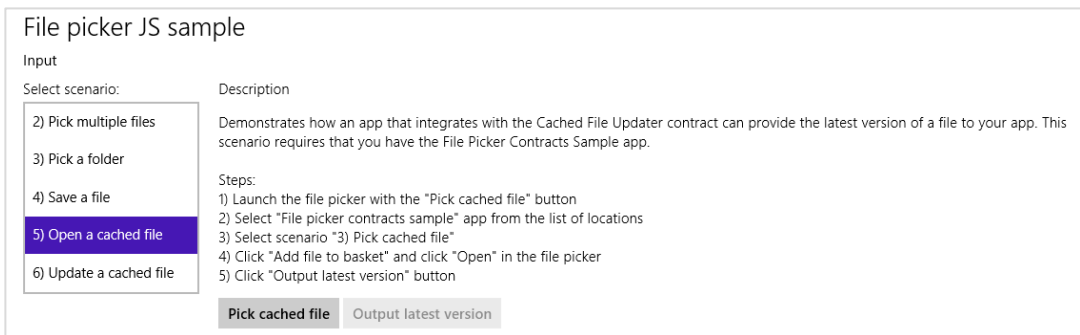 File picker JS sample
Input
Select scenario:
2) Pick multiple files
3) Pick a folder
4) Save a file
5) Open a cached file
6) Update a cached file
Description
Demonstrates how an app that integrates with the Cached File Updater contract can provide the latest version of a file to your app. This
scenario requires that you have the File Picker Contracts Sample app.
Steps:
1) Launch the file picker with the "Pick cached file" button
2) Select "File picker contracts sample" app from the list of locations
3) Select scenario "3) Pick cached file"
4) Click "Add file to basket" and click "Open" in the file picker
5) Click "Output latest version" button
Pick cached file
Output latest version